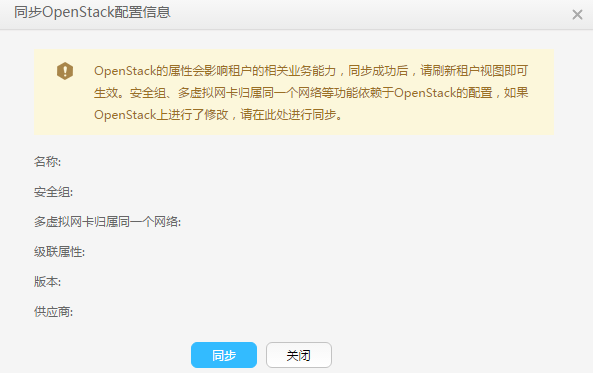 同步OpenStack配置信息
OpenStack的属性会影响租户的相关业务能力，同步成功后，请刷新租户视图即可
生效。安全组、多虚拟网卡归属同一个网络等功能依赖于OpenStack的配置，如果
OpenStack上进行了修改，请在此处进行同步。
名称:
安全组:
多虚拟网卡归属同一个网络:
级联属性:
版本:
供应商:
同步 关闭